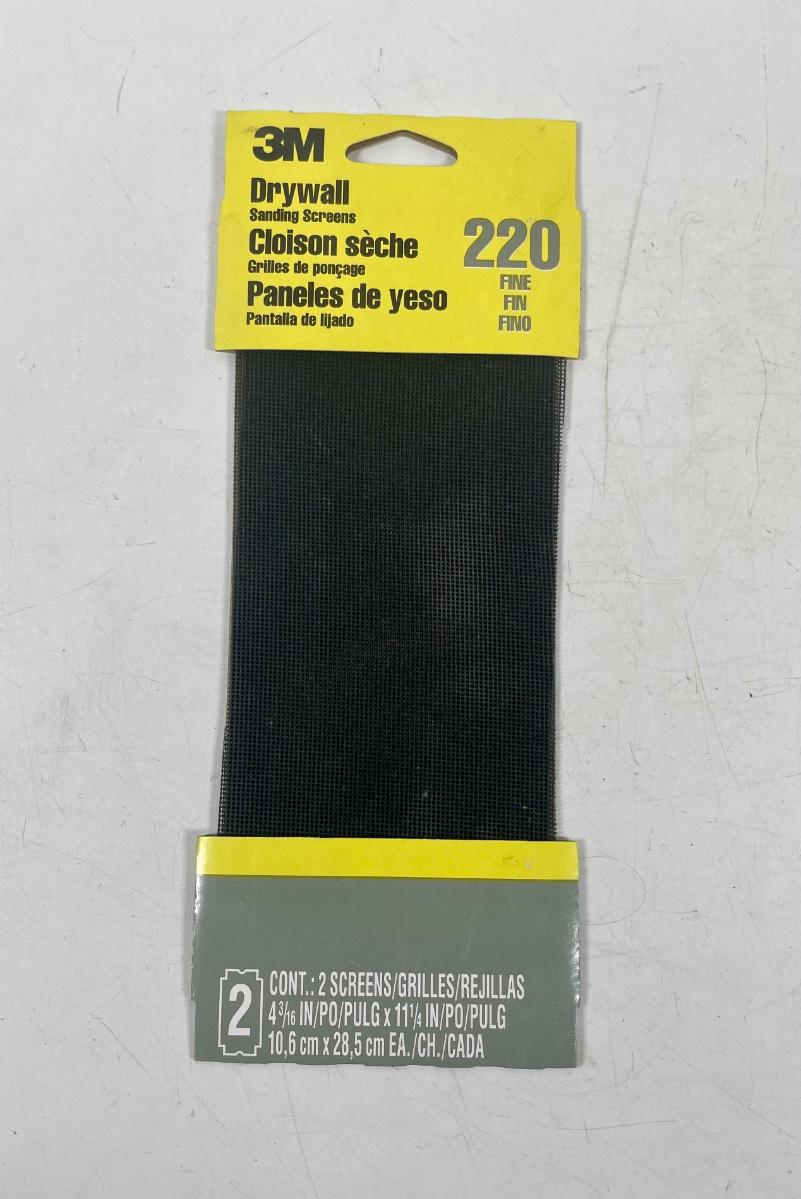 3M
Drywall
Sanding Screens
Cloison sèche
Grilles de ponçage
Paneles de yeso
Pantalla de lijado
220
FINE
FIN
FINO
2
CONT.: 2 SCREENS/GRILLES/REJILLAS
4 3/16 IN/PO/PULG x 11 1/4 IN/PO/PULG
10,6 cm x 28,5 cm EA./CH./CADA